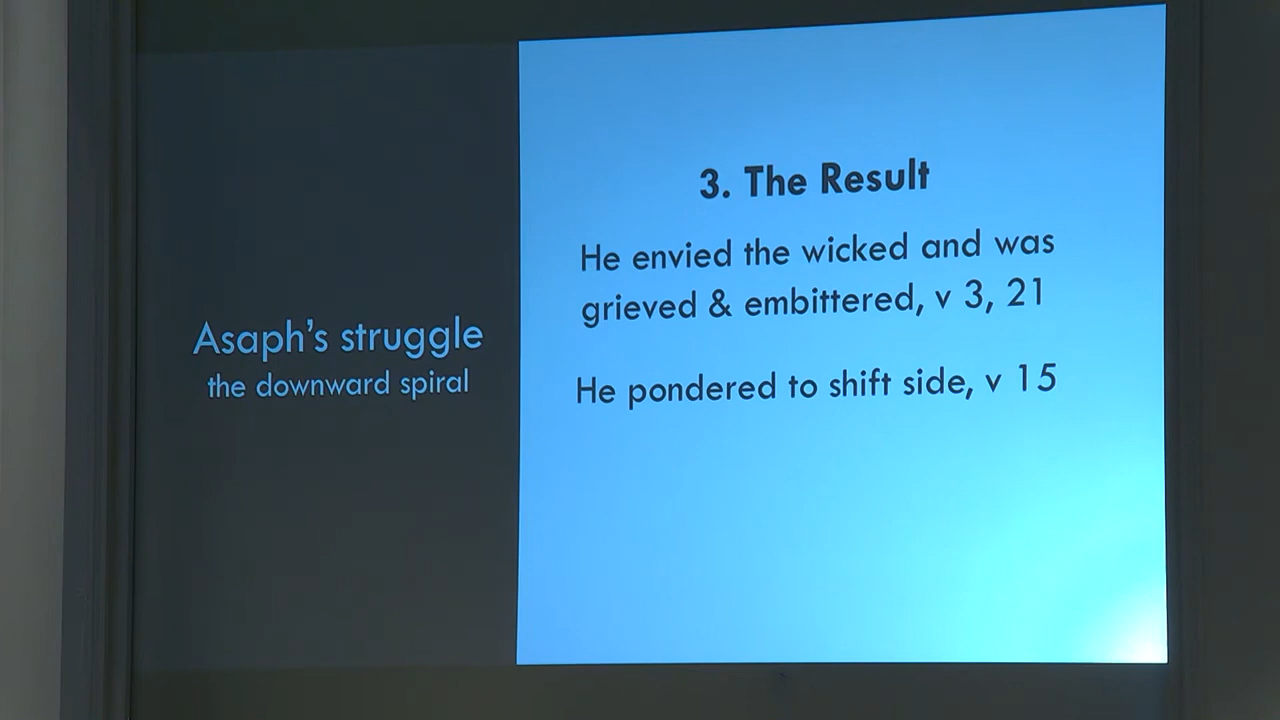 Asaph's struggle
the downward spiral
3. The Result
He envied the wicked and was
grieved & embittered, v 3, 21
He pondered to shift side, v 15